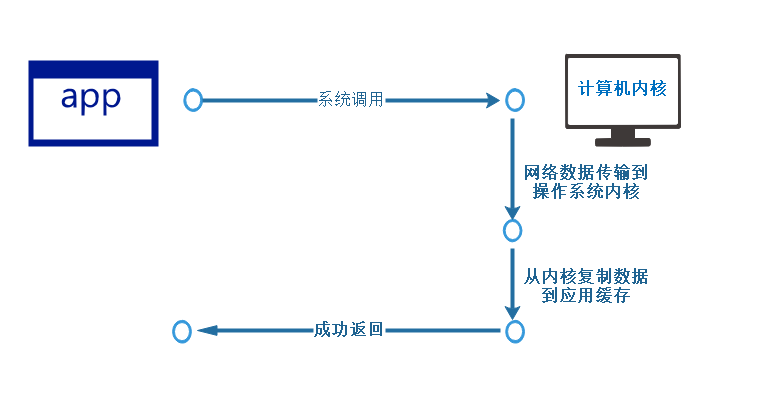 app
系统调用
计算机内核
网络数据传输到
操作系统内核
从内核复制数据
到应用缓存
成功返回